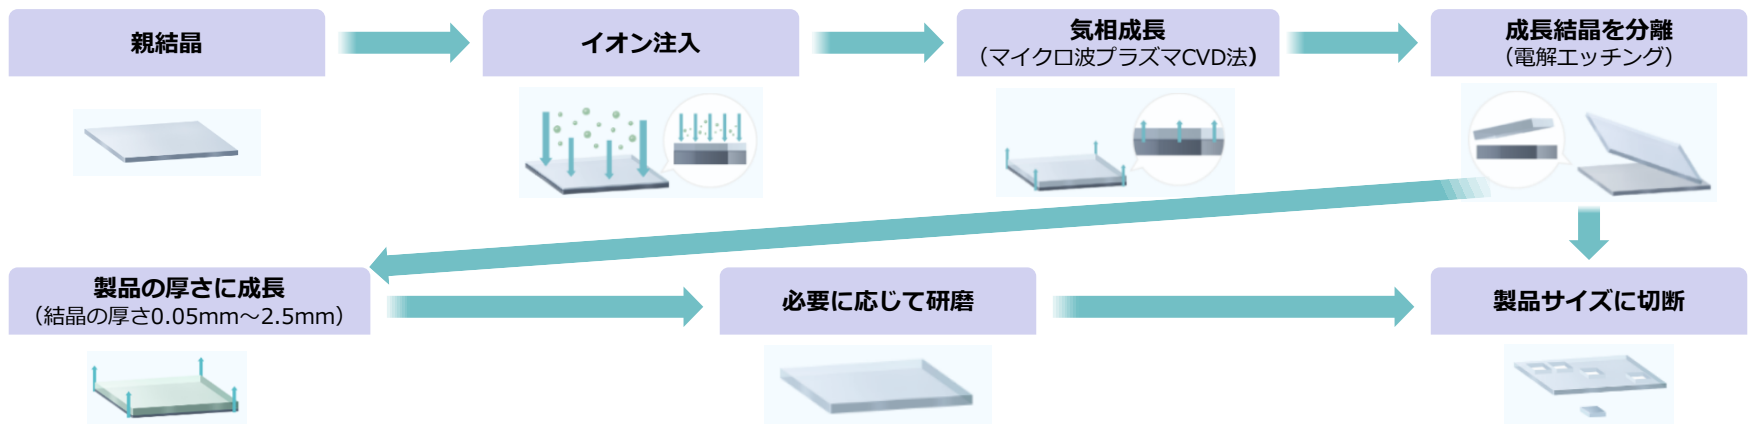 親結晶
イオン注入
気相成長
（マイクロ波プラズマCVD法）
成長結晶を分離
（電解エッチング）
製品の厚さに成長
（結晶の厚さ0.05mm～2.5mm）
必要に応じて研磨
製品サイズに切断